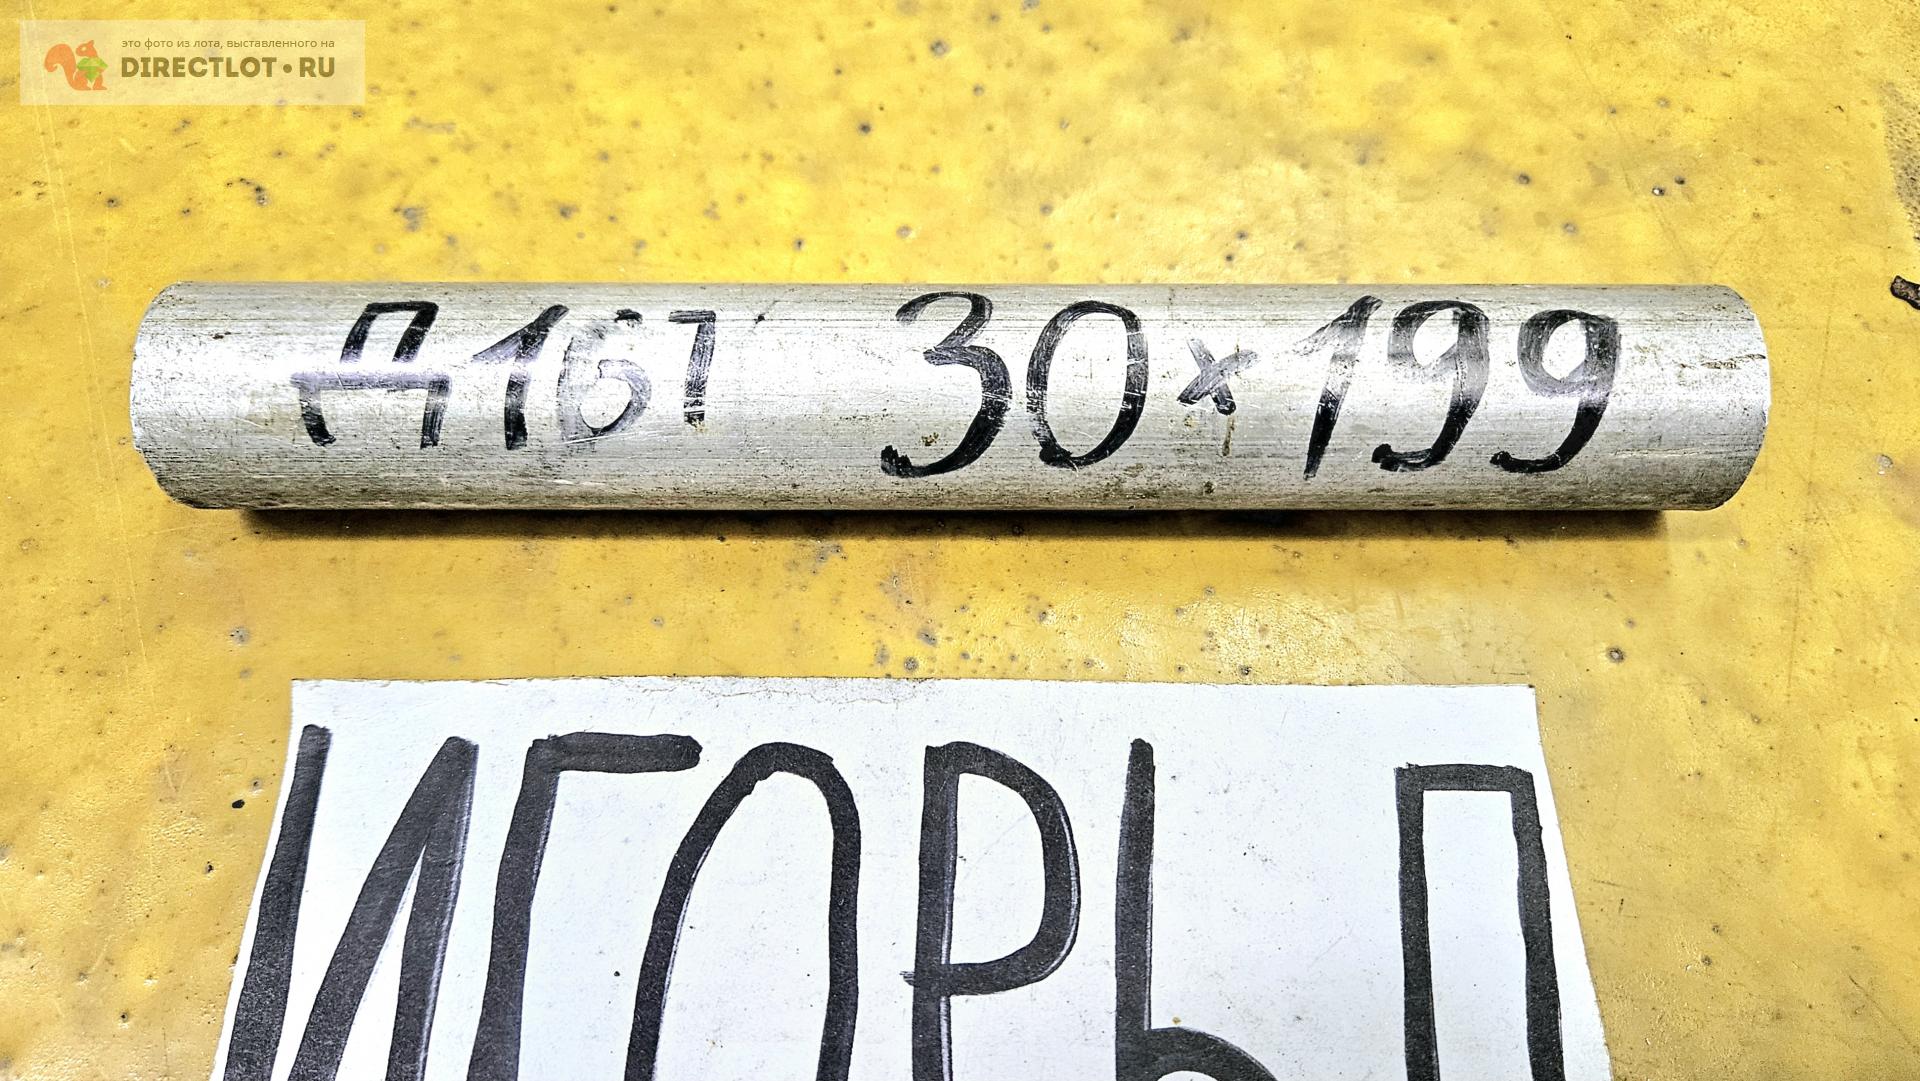 это фото из лота, выставленного на
DIRECTLOT•RU
Д16Т 30×199
ИГОРЬ П